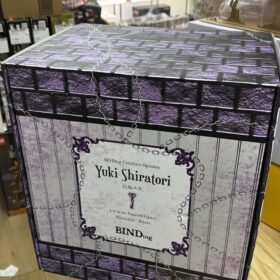 BINDing Creators Opinion
Yuki Shiratori
白鳥ユキ
1/4 Scale Painted Figure
BINDing